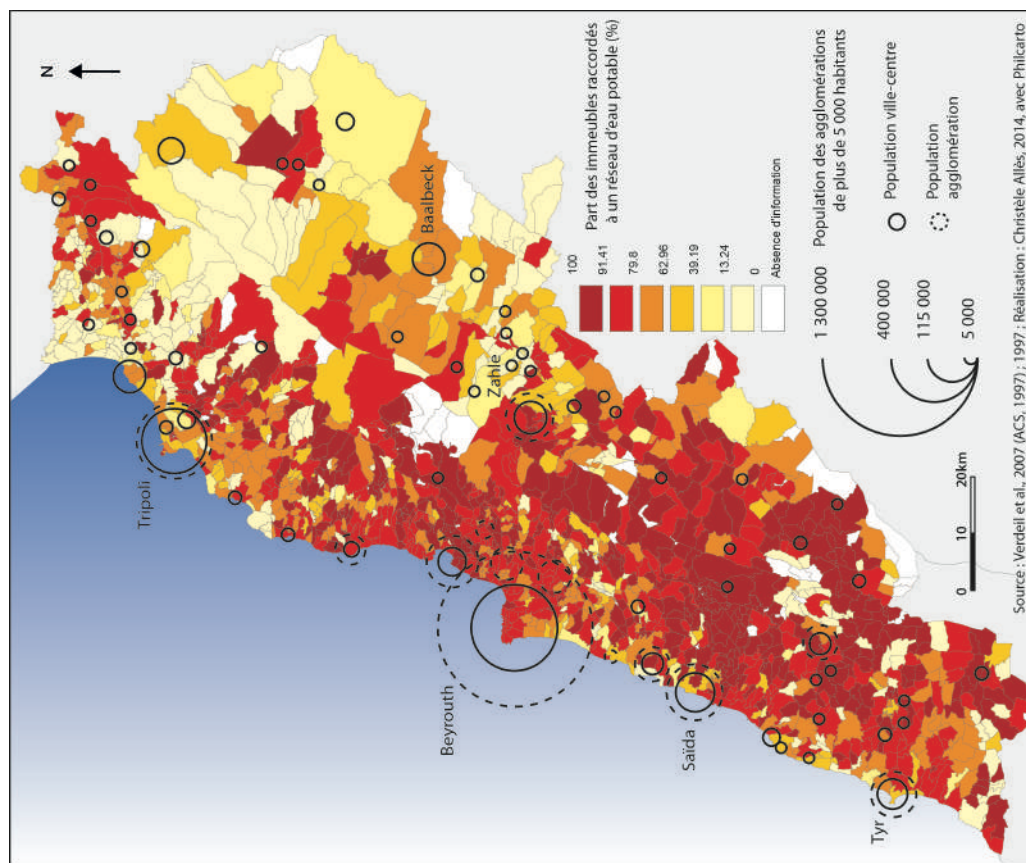 N
Tripoli
Beyrouth
Saïda
Tyr
Zahle
Baalbeck
Part des immeubles raccordés
à un réseau d'eau potable (%)
100
91.41
79.8
62.96
39.19
13.24
0
Absence d'information
Population des agglomérations
de plus de 5 000 habitants
1 300 000
400 000
115 000
5 000
Population ville-centre
Population
agglomération
0 10 20km
Source : Verdeil et al., 2007 (ACS, 1997) ; 1997 ; Réalisation : Christèle Allès, 2014, avec Philcarto